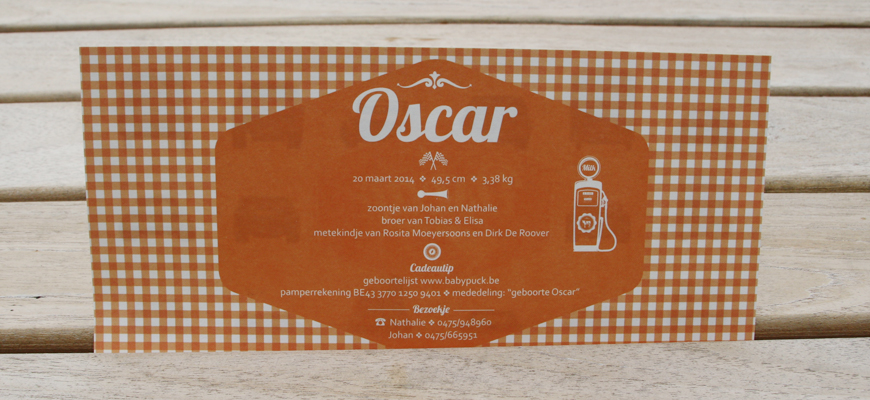 Oscar
20 maart 2014 ❖ 49,5 cm ❖ 3,38 kg
zoontje van Johan en Nathalie
broer van Tobias & Elisa
metekindje van Rosita Moeyersoons en Dirk De Roover
Milk
Cadeautip
geboortelijst www.babypuck.be
pamperrekening BE43 3770 1250 9401 ❖ mededeling: "geboorte Oscar"
Bezoekje
☎ Nathalie ❖ 0475/948960
Johan ❖ 0475/665951